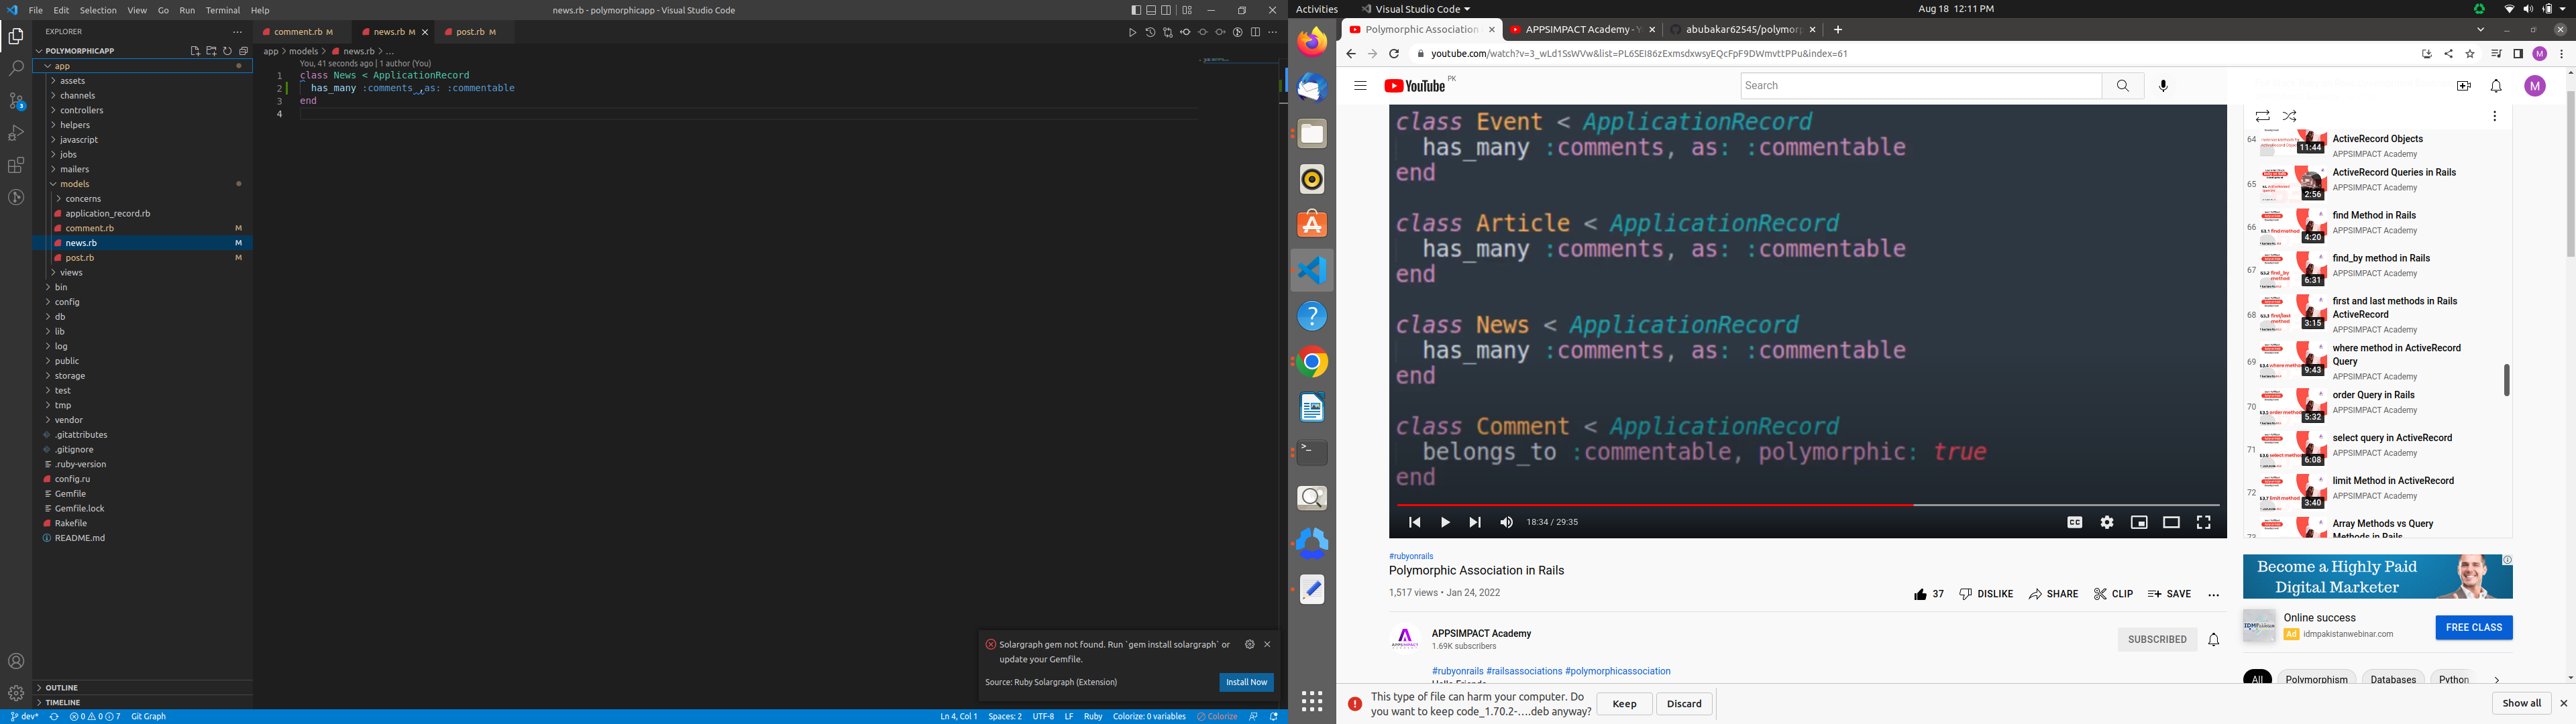 File Edit Selection View Go Run Terminal Help
news.rb - polymorphicapp - Visual Studio Code
EXPLORER
POLYMORPHICAPP
app
assets
channels
controllers
helpers
javascript
jobs
mailers
models
concerns
application_record.rb
comment.rb M
news.rb M
post.rb M
views
bin
config
db
lib
log
public
storage
test
tmp
vendor
.gitattributes
.gitignore
.ruby-version
config.ru
Gemfile
Gemfile.lock
Rakefile
README.md
OUTLINE
TIMELINE
3
comment.rb M
news.rb M
post.rb M
app > models > news.rb > ...
You, 41 seconds ago | 1 author (You)
1 class News < ApplicationRecord
2 has_many :comments ,as: :commentable
3 end
4
Solargraph gem not found. Run `gem install solargraph` or
update your Gemfile.
Source: Ruby Solargraph (Extension)
Install Now
dev* 0 0 7 Git Graph
Ln 4, Col 1 Spaces: 2 UTF-8 LF Ruby Colorize: 0 variables Colorize
Activities Visual Studio Code Aug 18 12:11 PM
Polymorphic Association
APPSIMPACT Academy - Y
abubakar62545/polymorp
youtube.com/watch?v=3_wLd1SsWVw&list=PL6SEI86zExmsdxwsyEQcFpF9DWmvttPPu&index=61
M
YouTube PK
Search
M
class Event < ApplicationRecord
has_many :comments, as: :commentable
end
class Article < ApplicationRecord
has_many :comments, as: :commentable
end
class News < ApplicationRecord
has_many :comments, as: :commentable
end
class Comment < ApplicationRecord
belongs_to :commentable, polymorphic: true
end
18:34 / 29:35
CC
#rubyonrails
Polymorphic Association in Rails
1,517 views • Jan 24, 2022
37 DISLIKE SHARE CLIP SAVE
APPSIMPACT Academy
1.69K subscribers
SUBSCRIBED
#rubyonrails #railsassociations #polymorphicassociation
Hello Friends
64 11:44 ActiveRecord Objects
APPSIMPACT Academy
65 2:56 ActiveRecord Queries in Rails
APPSIMPACT Academy
66 4:20 find Method in Rails
APPSIMPACT Academy
67 6:31 find_by method in Rails
APPSIMPACT Academy
68 3:15 first and last methods in Rails
ActiveRecord
APPSIMPACT Academy
69 9:43 where method in ActiveRecord
Query
APPSIMPACT Academy
70 5:32 order Query in Rails
APPSIMPACT Academy
71 6:08 select query in ActiveRecord
APPSIMPACT Academy
72 3:40 limit Method in ActiveRecord
APPSIMPACT Academy
73 Array Methods vs Query
Methods in Rails
Become a Highly Paid
Digital Marketer
Online success
Ad idmpakistanwebinar.com
FREE CLASS
All Polymorphism Databases Python
This type of file can harm your computer. Do
you want to keep code_1.70.2-....deb anyway?
Keep Discard
Show all